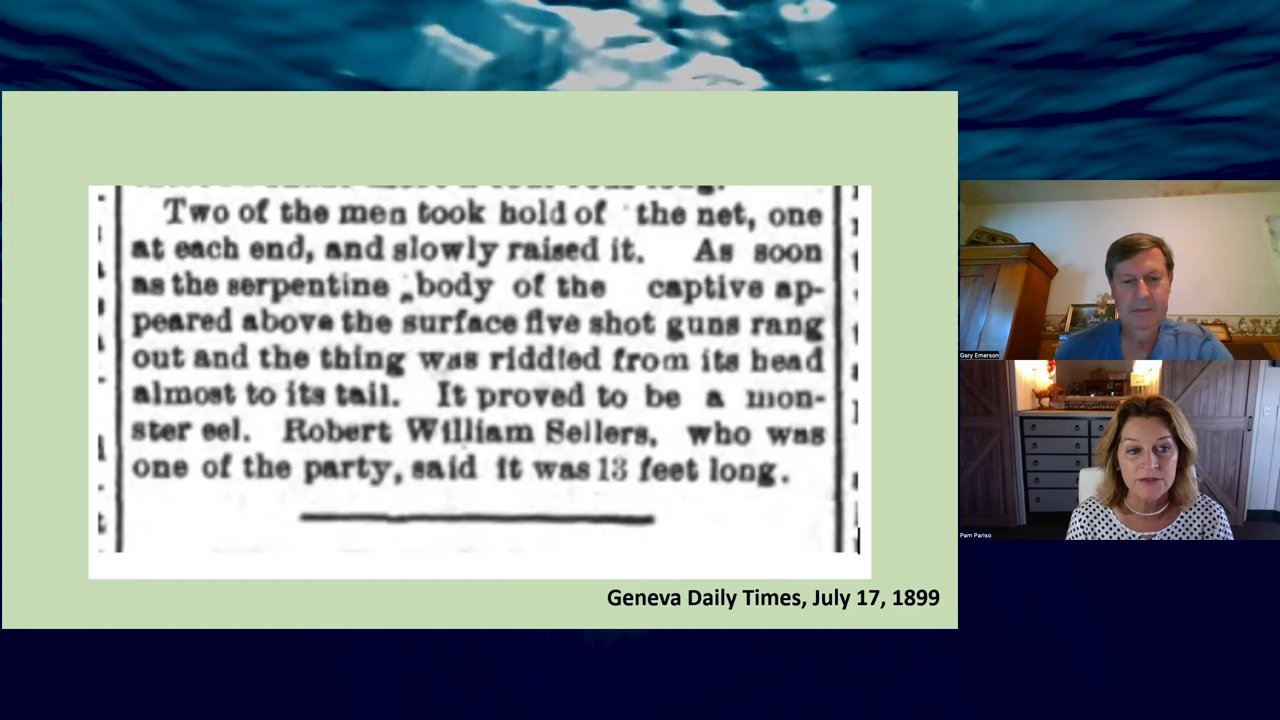 Two of the men took hold of the net, one
at each end, and slowly raised it. As soon
as the serpentine body of the captive ap-
peared above the surface five shot guns rang
out and the thing was riddled from its head
almost to its tail. It proved to be a mon-
ster eel. Robert William Sellers, who was
one of the party, said it was 13 feet long.
Geneva Daily Times, July 17, 1899
Gary Emerson
Pam Pariso